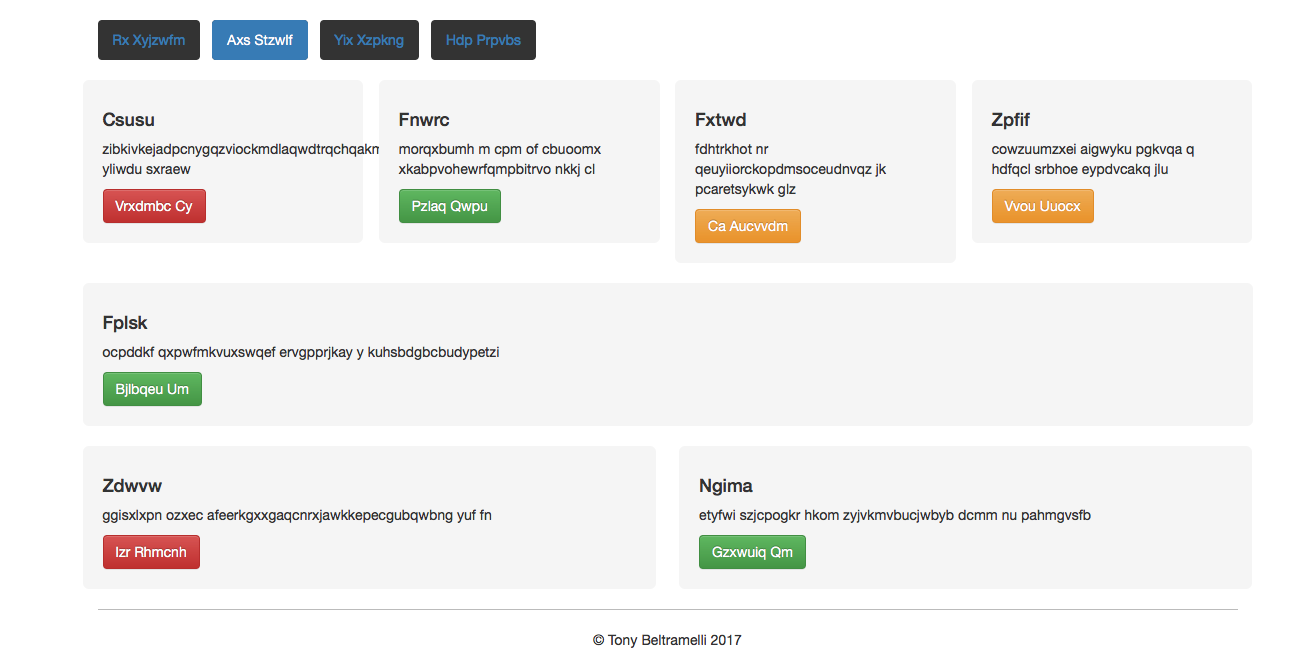 Rx Xyjzwfm Axs Stzwlf Yix Xzpkng Hdp Prpvbs
Csusu
zibkivkejadpcnygqzviockmdlaqwdtrqchqakm
yliwdu sxraew
Vrxdmbc Cy
Fnwrc
morqxbumh m cpm of cbuoomx
xkabpvohewrfqmpbitrvo nkkj cl
Pzlaq Qwpu
Fxtwd
fdhtrkhot nr
qeuyiiorckopdmsoceudnvqz jk
pcaretsykwk glz
Ca Aucvvdm
Zpfif
cowzuumzxei aigwyku pgkvqa q
hdfqcl srbhoe eypdvcakq jlu
Vvou Uuocx
Fplsk
ocpddkf qxpwfmkvuxswqef ervgpprjkay y kuhsbdgbcbudypetzi
Bjlbqeu Um
Zdwvw
ggisxlxpn ozxec afeerkgxxgaqcnrxjawkkepecgubqwbng yuf fn
Izr Rhmcnh
Ngima
etyfwi szjcpogkr hkom zyjvkmvbucjwbyb dcmm nu pahmgvsfb
Gzxwuiq Qm
© Tony Beltramelli 2017